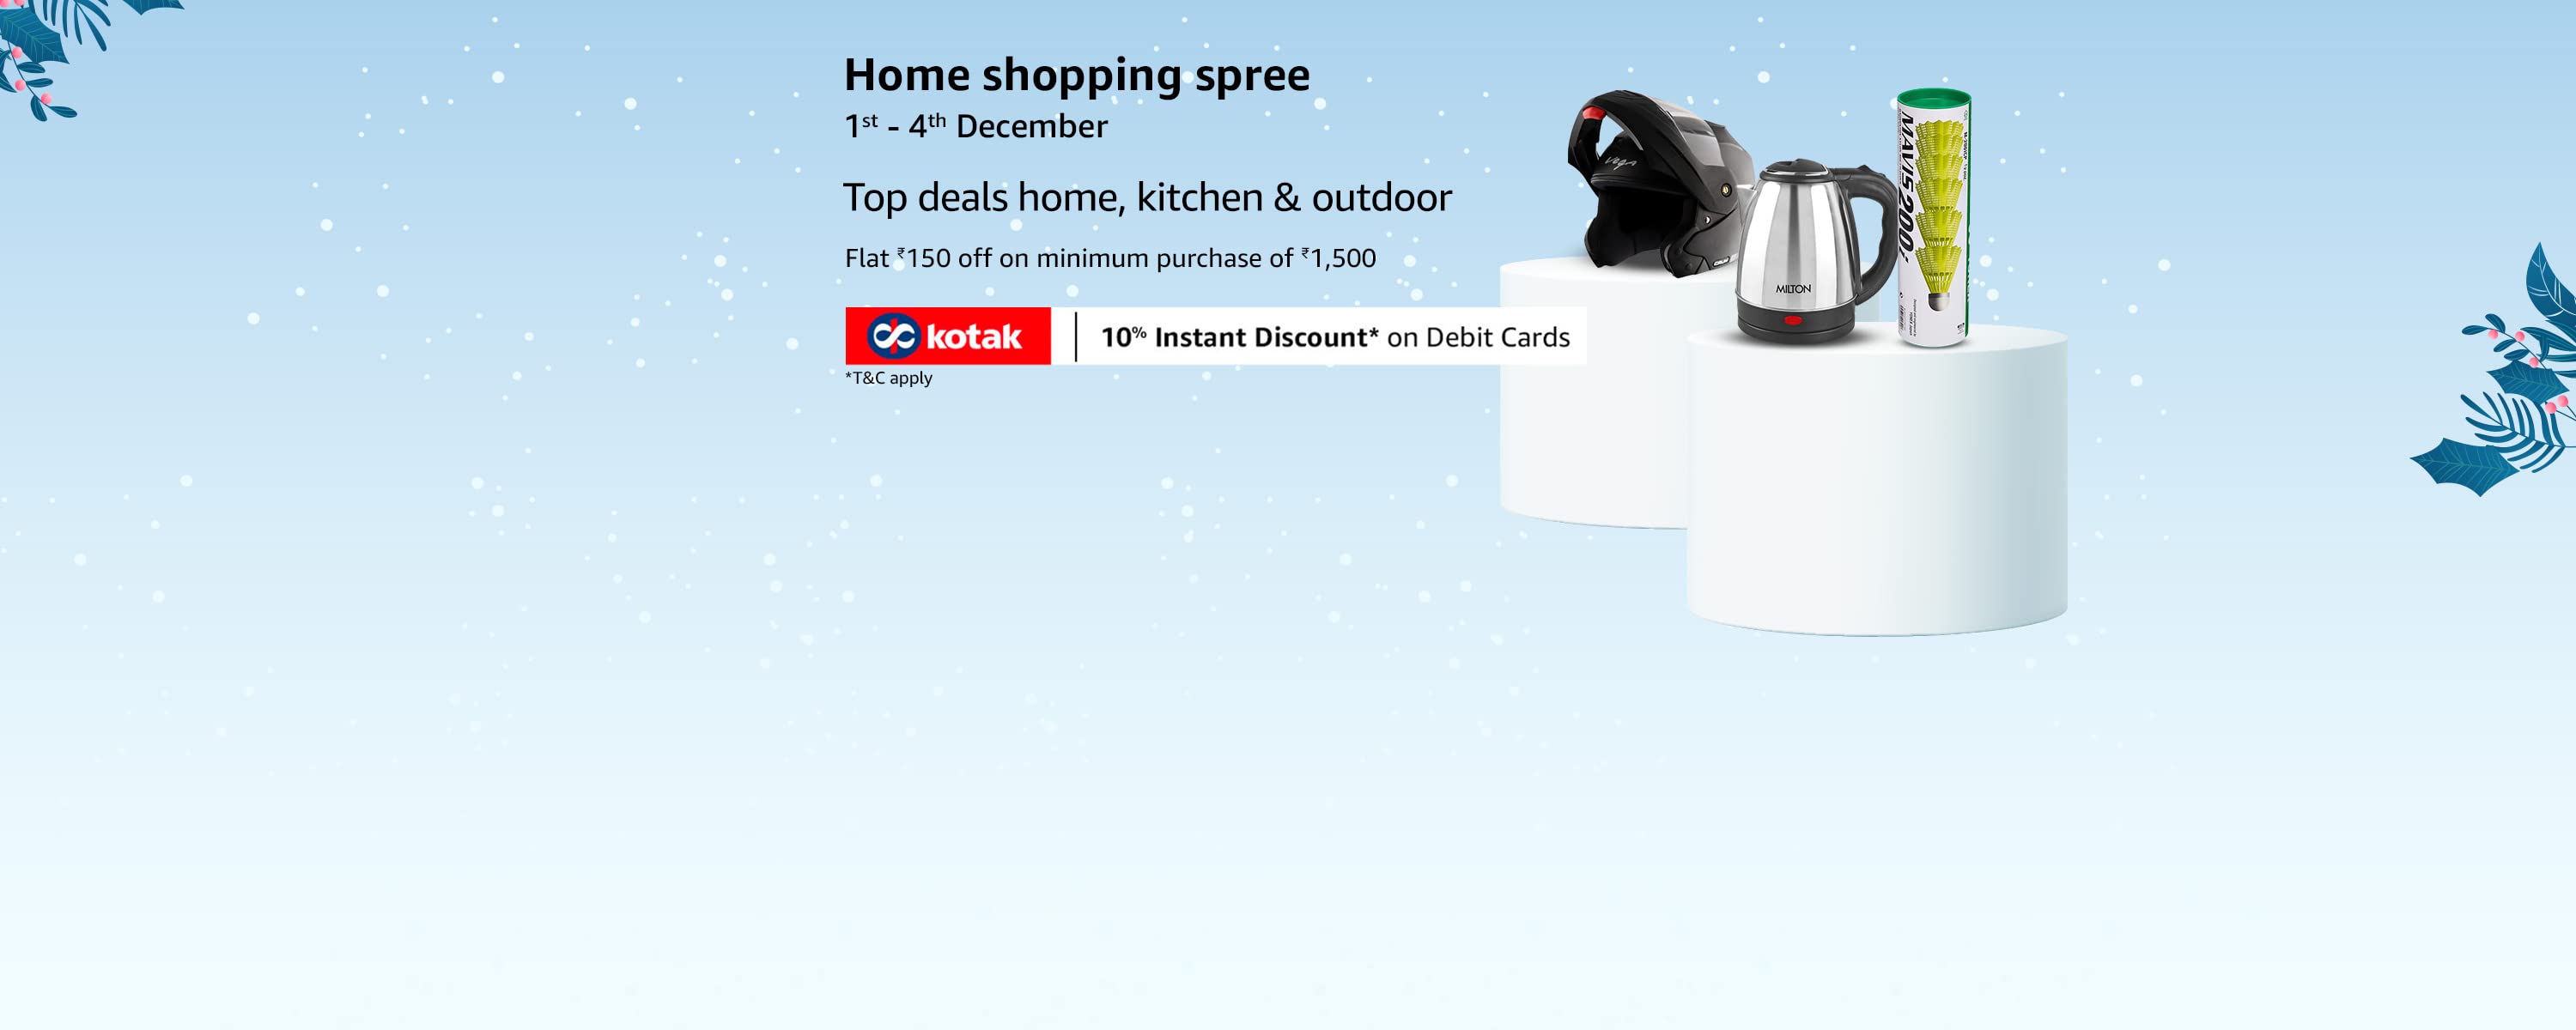 Home shopping spree
1st - 4th December
Top deals home, kitchen & outdoor
Flat ₹150 off on minimum purchase of ₹1,500
kotak | 10% Instant Discount* on Debit Cards
*T&C apply
Vega
MILTON
MAVIS 200i